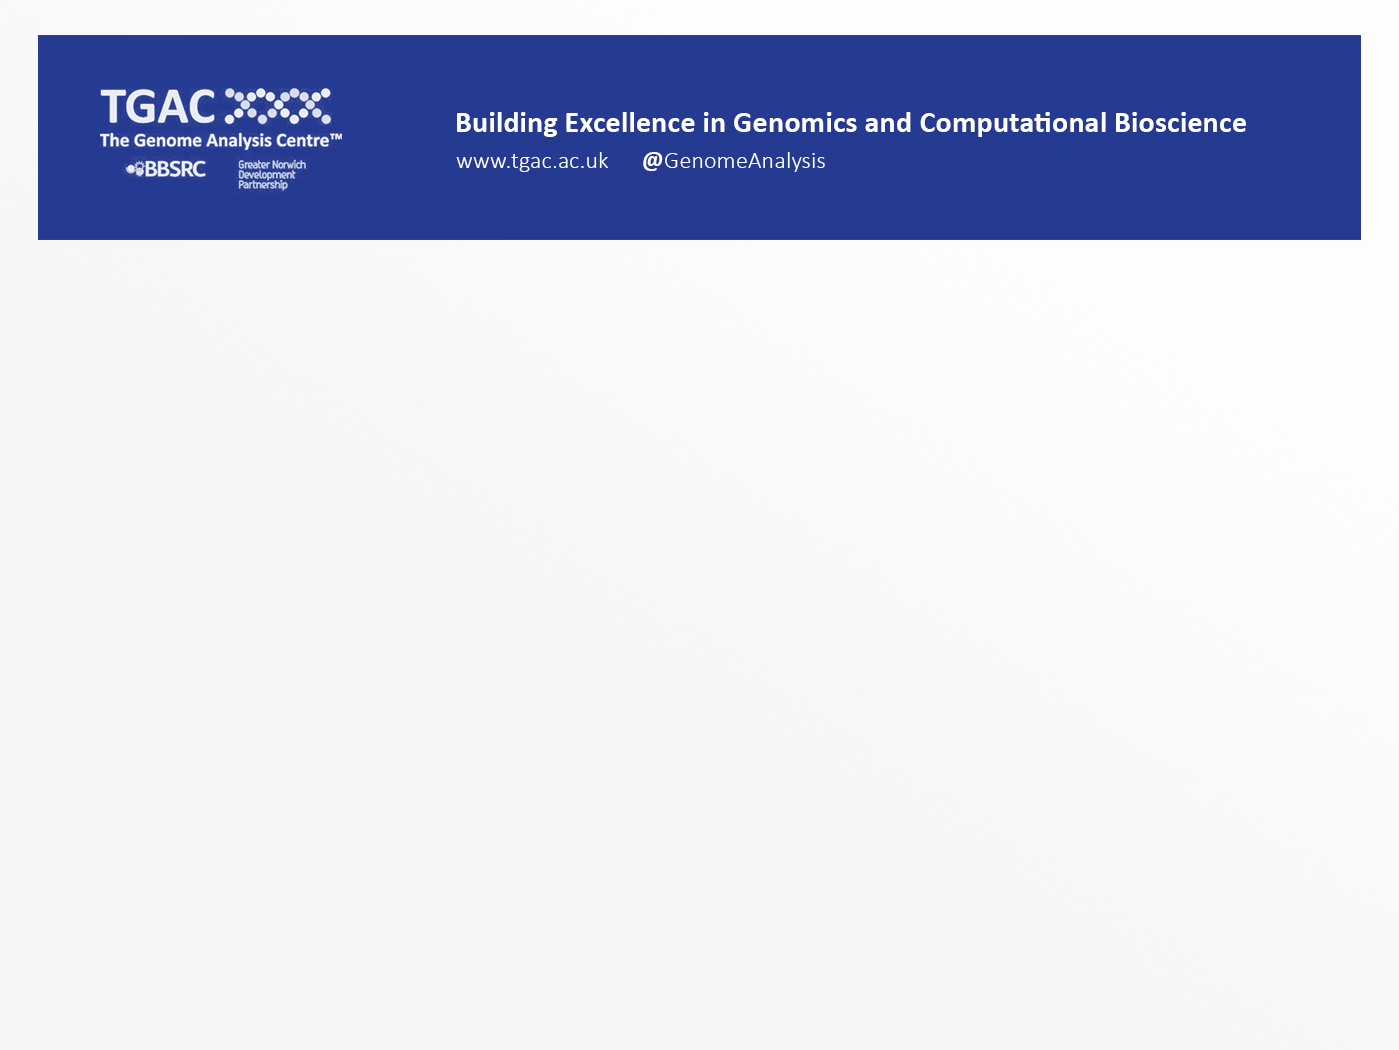 TGAC
The Genome Analysis Centre™
BBSRC
Greater Norwich
Development
Partnership
Building Excellence in Genomics and Computational Bioscience
www.tgac.ac.uk @GenomeAnalysis